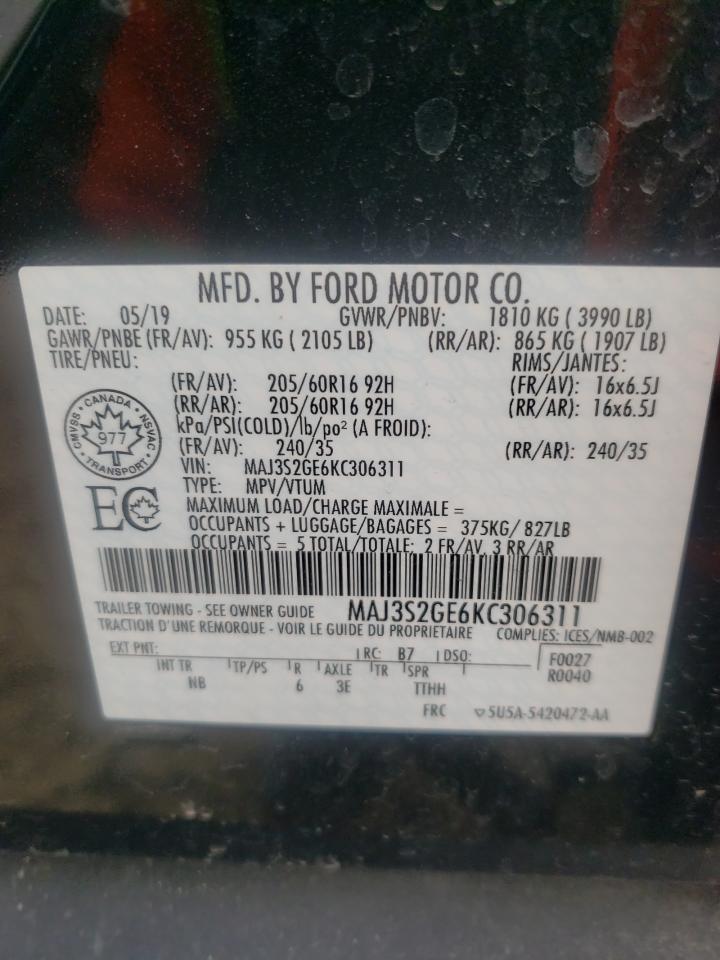 MFD. BY FORD MOTOR CO.
DATE: 05/19 GVWR/PNBV: 1810 KG ( 3990 LB)
GAWR/PNBE (FR/AV): 955 KG ( 2105 LB) (RR/AR): 865 KG ( 1907 LB)
TIRE/PNEU: RIMS/JANTES:
(FR/AV): 205/60R16 92H (FR/AV): 16x6.5J
(RR/AR): 205/60R16 92H (RR/AR): 16x6.5J
kPa/PSI(COLD)/lb/po² (A FROID):
(FR/AV): 240/35 (RR/AR): 240/35
VIN: MAJ3S2GE6KC306311
TYPE: MPV/VTUM
CMVSS • CANADA • NSVAC
977
• TRANSPORT •
EC
MAXIMUM LOAD/CHARGE MAXIMALE =
OCCUPANTS + LUGGAGE/BAGAGES = 375KG/ 827LB
OCCUPANTS = 5 TOTAL/TOTALE: 2 FR/AV, 3 RR/AR
TRAILER TOWING - SEE OWNER GUIDE MAJ3S2GE6KC306311
TRACTION D'UNE REMORQUE - VOIR LE GUIDE DU PROPRIETAIRE COMPLIES: ICES/NMB-002
EXT PNT: RC: B7 DSO: F0027
INT TR TP/PS R AXLE TR SPR R0040
NB 6 3E TTHH
FRC ▽5U5A-5420472-AA